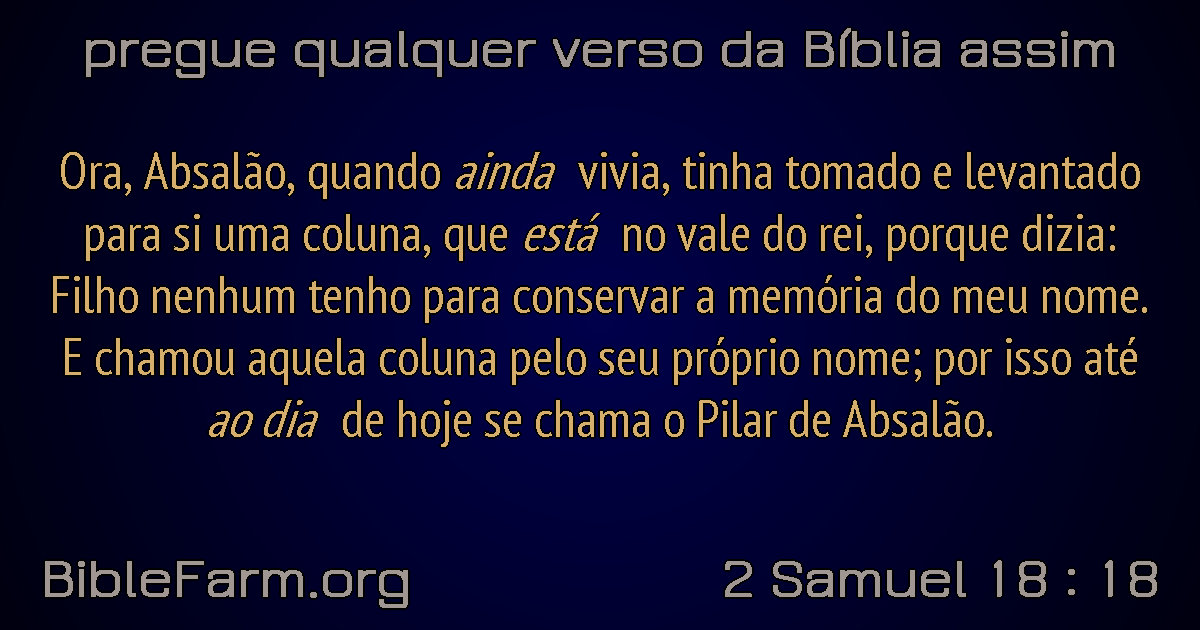 pregue qualquer verso da Bíblia assim
Ora, Absalão, quando ainda vivia, tinha tomado e levantado
para si uma coluna, que está no vale do rei, porque dizia:
Filho nenhum tenho para conservar a memória do meu nome.
E chamou aquela coluna pelo seu próprio nome; por isso até
ao dia de hoje se chama o Pilar de Absalão.
BibleFarm.org
2 Samuel 18 : 18